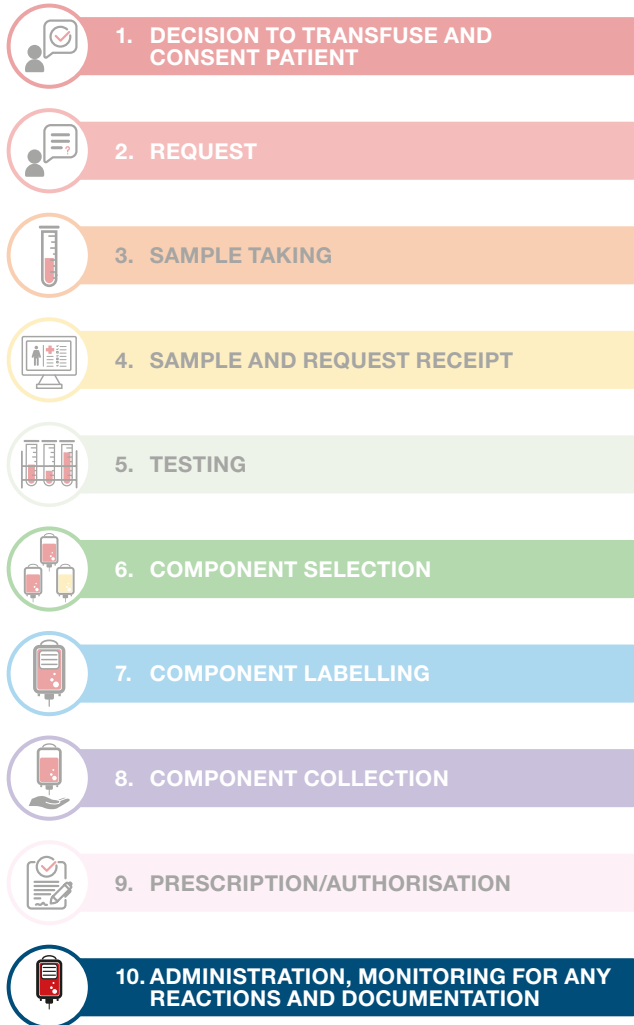 1. DECISION TO TRANSFUSE AND
CONSENT PATIENT
2. REQUEST
?
3. SAMPLE TAKING
4. SAMPLE AND REQUEST RECEIPT
5. TESTING
6. COMPONENT SELECTION
7. COMPONENT LABELLING
8. COMPONENT COLLECTION
9. PRESCRIPTION/AUTHORISATION
10. ADMINISTRATION, MONITORING FOR ANY
REACTIONS AND DOCUMENTATION